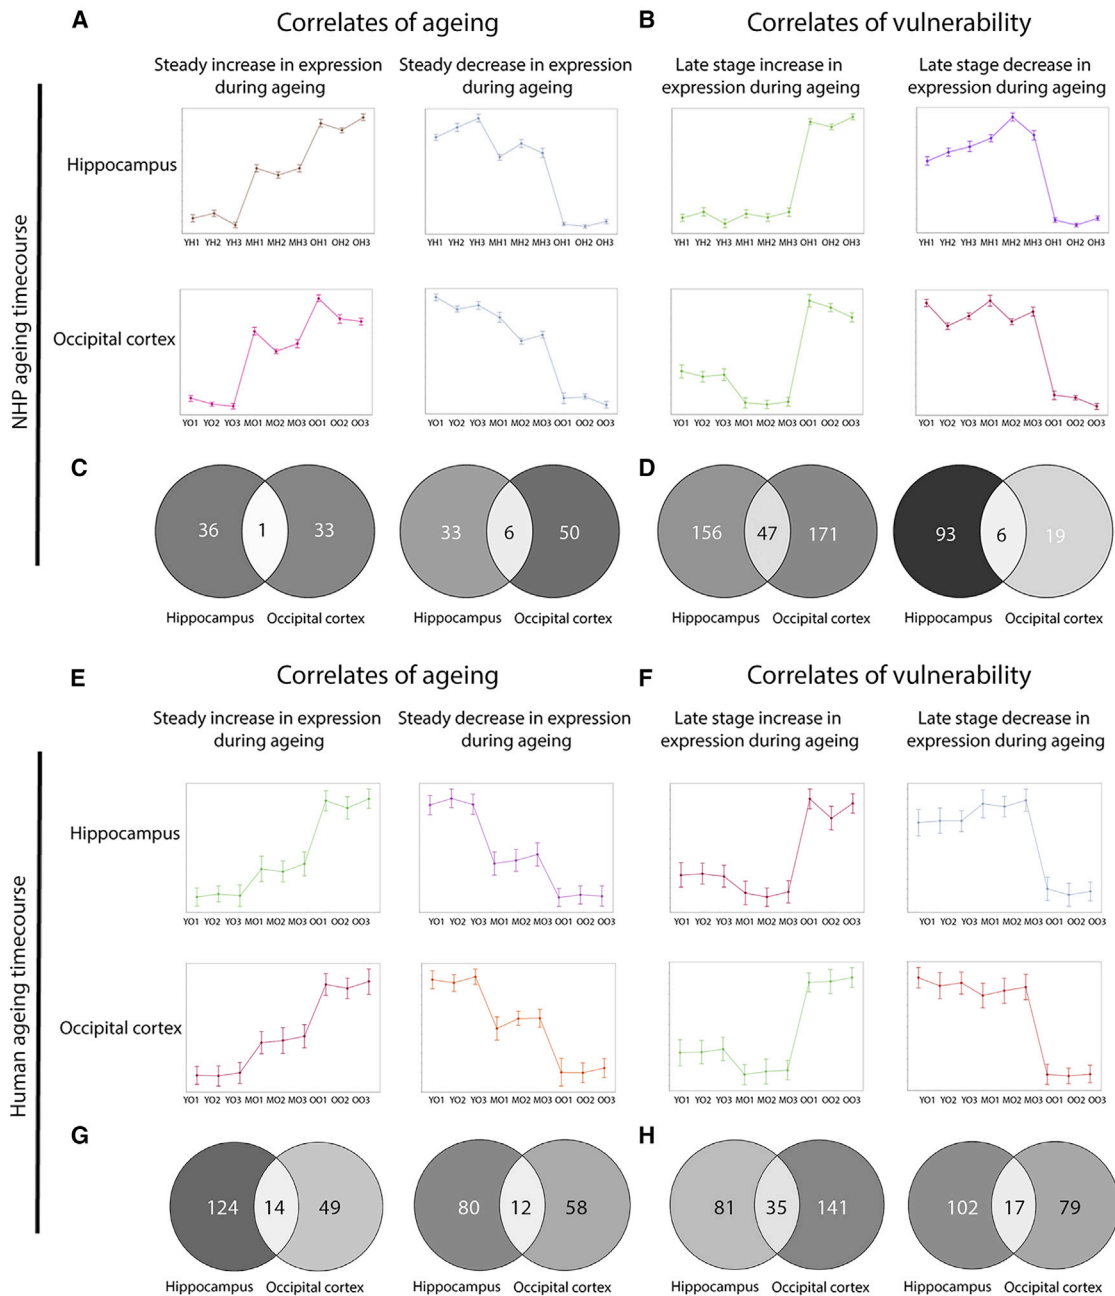 A
Correlates of ageing
B
Correlates of vulnerability
Steady increase in expression
during ageing
Steady decrease in expression
during ageing
Late stage increase in
expression during ageing
Late stage decrease in
expression during ageing
NHP ageing timecourse
Hippocampus
YH1 YH2 YH3 MH1 MH2 MH3 OH1 OH2 OH3
YH1 YH2 YH3 MH1 MH2 MH3 OH1 OH2 OH3
YH1 YH2 YH3 MH1 MH2 MH3 OH1 OH2 OH3
YH1 YH2 YH3 MH1 MH2 MH3 OH1 OH2 OH3
Occipital cortex
YO1 YO2 YO3 MO1 MO2 MO3 OO1 OO2 OO3
YO1 YO2 YO3 MO1 MO2 MO3 OO1 OO2 OO3
YO1 YO2 YO3 MO1 MO2 MO3 OO1 OO2 OO3
YO1 YO2 YO3 MO1 MO2 MO3 OO1 OO2 OO3
C
36 1 33
Hippocampus Occipital cortex
33 6 50
Hippocampus Occipital cortex
D
156 47 171
Hippocampus Occipital cortex
93 6 19
Hippocampus Occipital cortex
E
Correlates of ageing
F
Correlates of vulnerability
Steady increase in expression
during ageing
Steady decrease in expression
during ageing
Late stage increase in
expression during ageing
Late stage decrease in
expression during ageing
Human ageing timecourse
Hippocampus
YO1 YO2 YO3 MO1 MO2 MO3 OO1 OO2 OO3
YO1 YO2 YO3 MO1 MO2 MO3 OO1 OO2 OO3
YO1 YO2 YO3 MO1 MO2 MO3 OO1 OO2 OO3
YO1 YO2 YO3 MO1 MO2 MO3 OO1 OO2 OO3
Occipital cortex
YO1 YO2 YO3 MO1 MO2 MO3 OO1 OO2 OO3
YO1 YO2 YO3 MO1 MO2 MO3 OO1 OO2 OO3
YO1 YO2 YO3 MO1 MO2 MO3 OO1 OO2 OO3
YO1 YO2 YO3 MO1 MO2 MO3 OO1 OO2 OO3
G
124 14 49
Hippocampus Occipital cortex
80 12 58
Hippocampus Occipital cortex
H
81 35 141
Hippocampus Occipital cortex
102 17 79
Hippocampus Occipital cortex